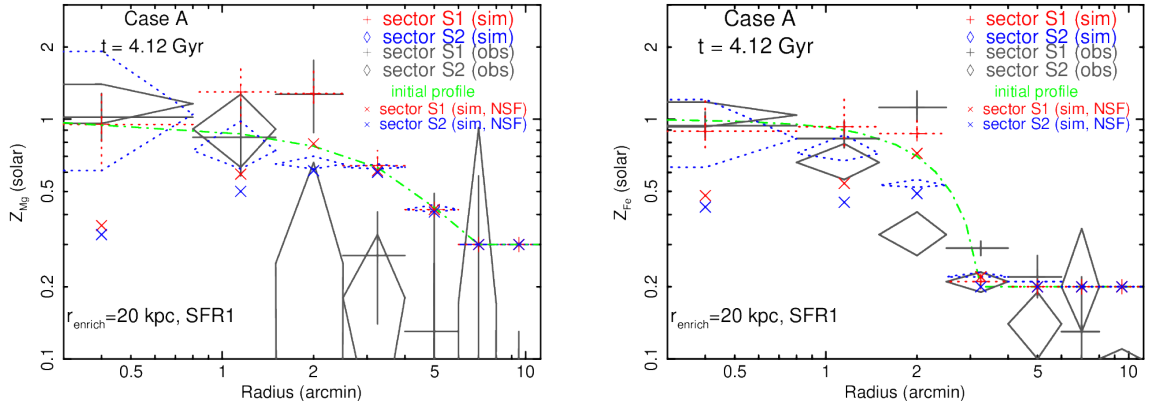 Case A
t = 4.12 Gyr
sector S1 (sim)
sector S2 (sim)
sector S1 (obs)
sector S2 (obs)
initial profile
sector S1 (sim, NSF)
sector S2 (sim, NSF)
r_enrich=20 kpc, SFR1
Z_Mg (solar)
2
1
0.5
0.2
0.1
0.5 1 2 5 10
Radius (arcmin)
Case A
t = 4.12 Gyr
sector S1 (sim)
sector S2 (sim)
sector S1 (obs)
sector S2 (obs)
initial profile
sector S1 (sim, NSF)
sector S2 (sim, NSF)
r_enrich=20 kpc, SFR1
Z_Fe (solar)
2
1
0.5
0.2
0.1
0.5 1 2 5 10
Radius (arcmin)